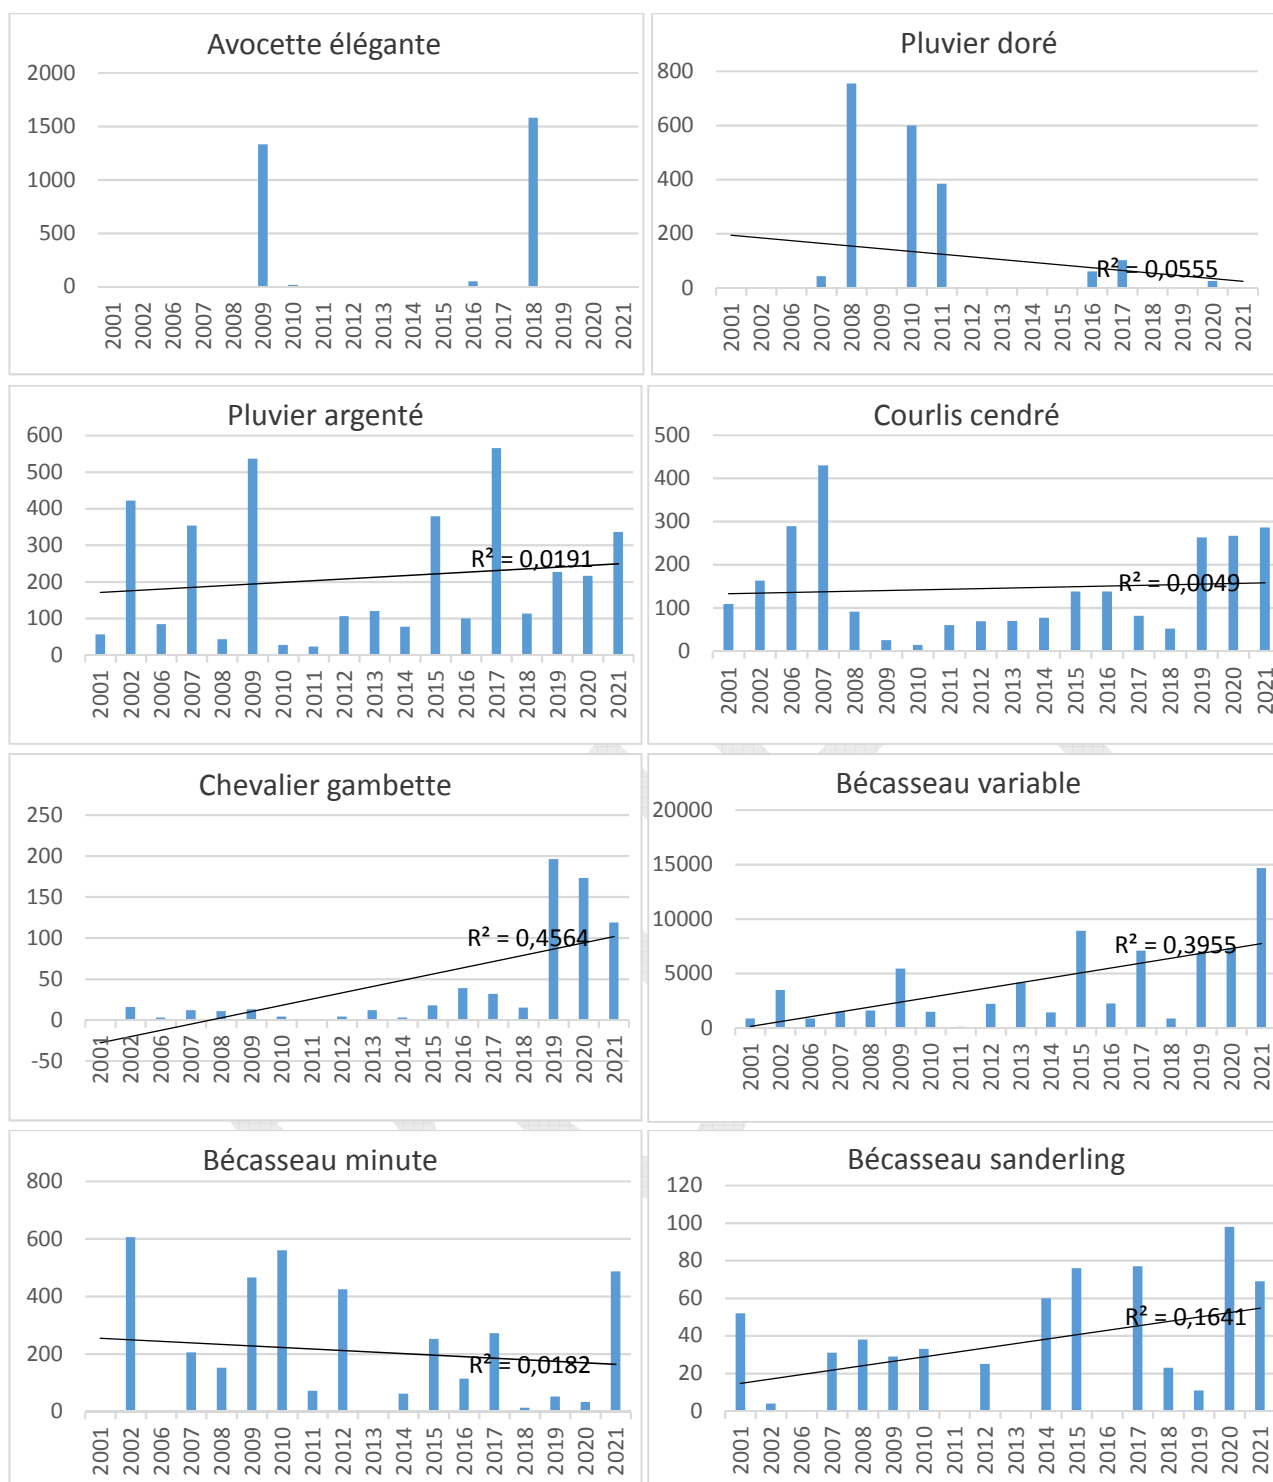 Avocette élégante
2000
1500
1000
500
0
2001 2002 2006 2007 2008 2009 2010 2011 2012 2013 2014 2015 2016 2017 2018 2019 2020 2021
Pluvier doré
800
600
400
200
0
R² = 0,0555
2001 2002 2006 2007 2008 2009 2010 2011 2012 2013 2014 2015 2016 2017 2018 2019 2020 2021
Pluvier argenté
600
500
400
300
200
100
0
R² = 0,0191
2001 2002 2006 2007 2008 2009 2010 2011 2012 2013 2014 2015 2016 2017 2018 2019 2020 2021
Courlis cendré
500
400
300
200
100
0
R² = 0,0049
2001 2002 2006 2007 2008 2009 2010 2011 2012 2013 2014 2015 2016 2017 2018 2019 2020 2021
Chevalier gambette
250
200
150
100
50
0
-50
R² = 0,4564
2001 2002 2006 2007 2008 2009 2010 2011 2012 2013 2014 2015 2016 2017 2018 2019 2020 2021
Bécasseau variable
20000
15000
10000
5000
0
R² = 0,3955
2001 2002 2006 2007 2008 2009 2010 2011 2012 2013 2014 2015 2016 2017 2018 2019 2020 2021
Bécasseau minute
800
600
400
200
0
R² = 0,0182
2001 2002 2006 2007 2008 2009 2010 2011 2012 2013 2014 2015 2016 2017 2018 2019 2020 2021
Bécasseau sanderling
120
100
80
60
40
20
0
R² = 0,1641
2001 2002 2006 2007 2008 2009 2010 2011 2012 2013 2014 2015 2016 2017 2018 2019 2020 2021